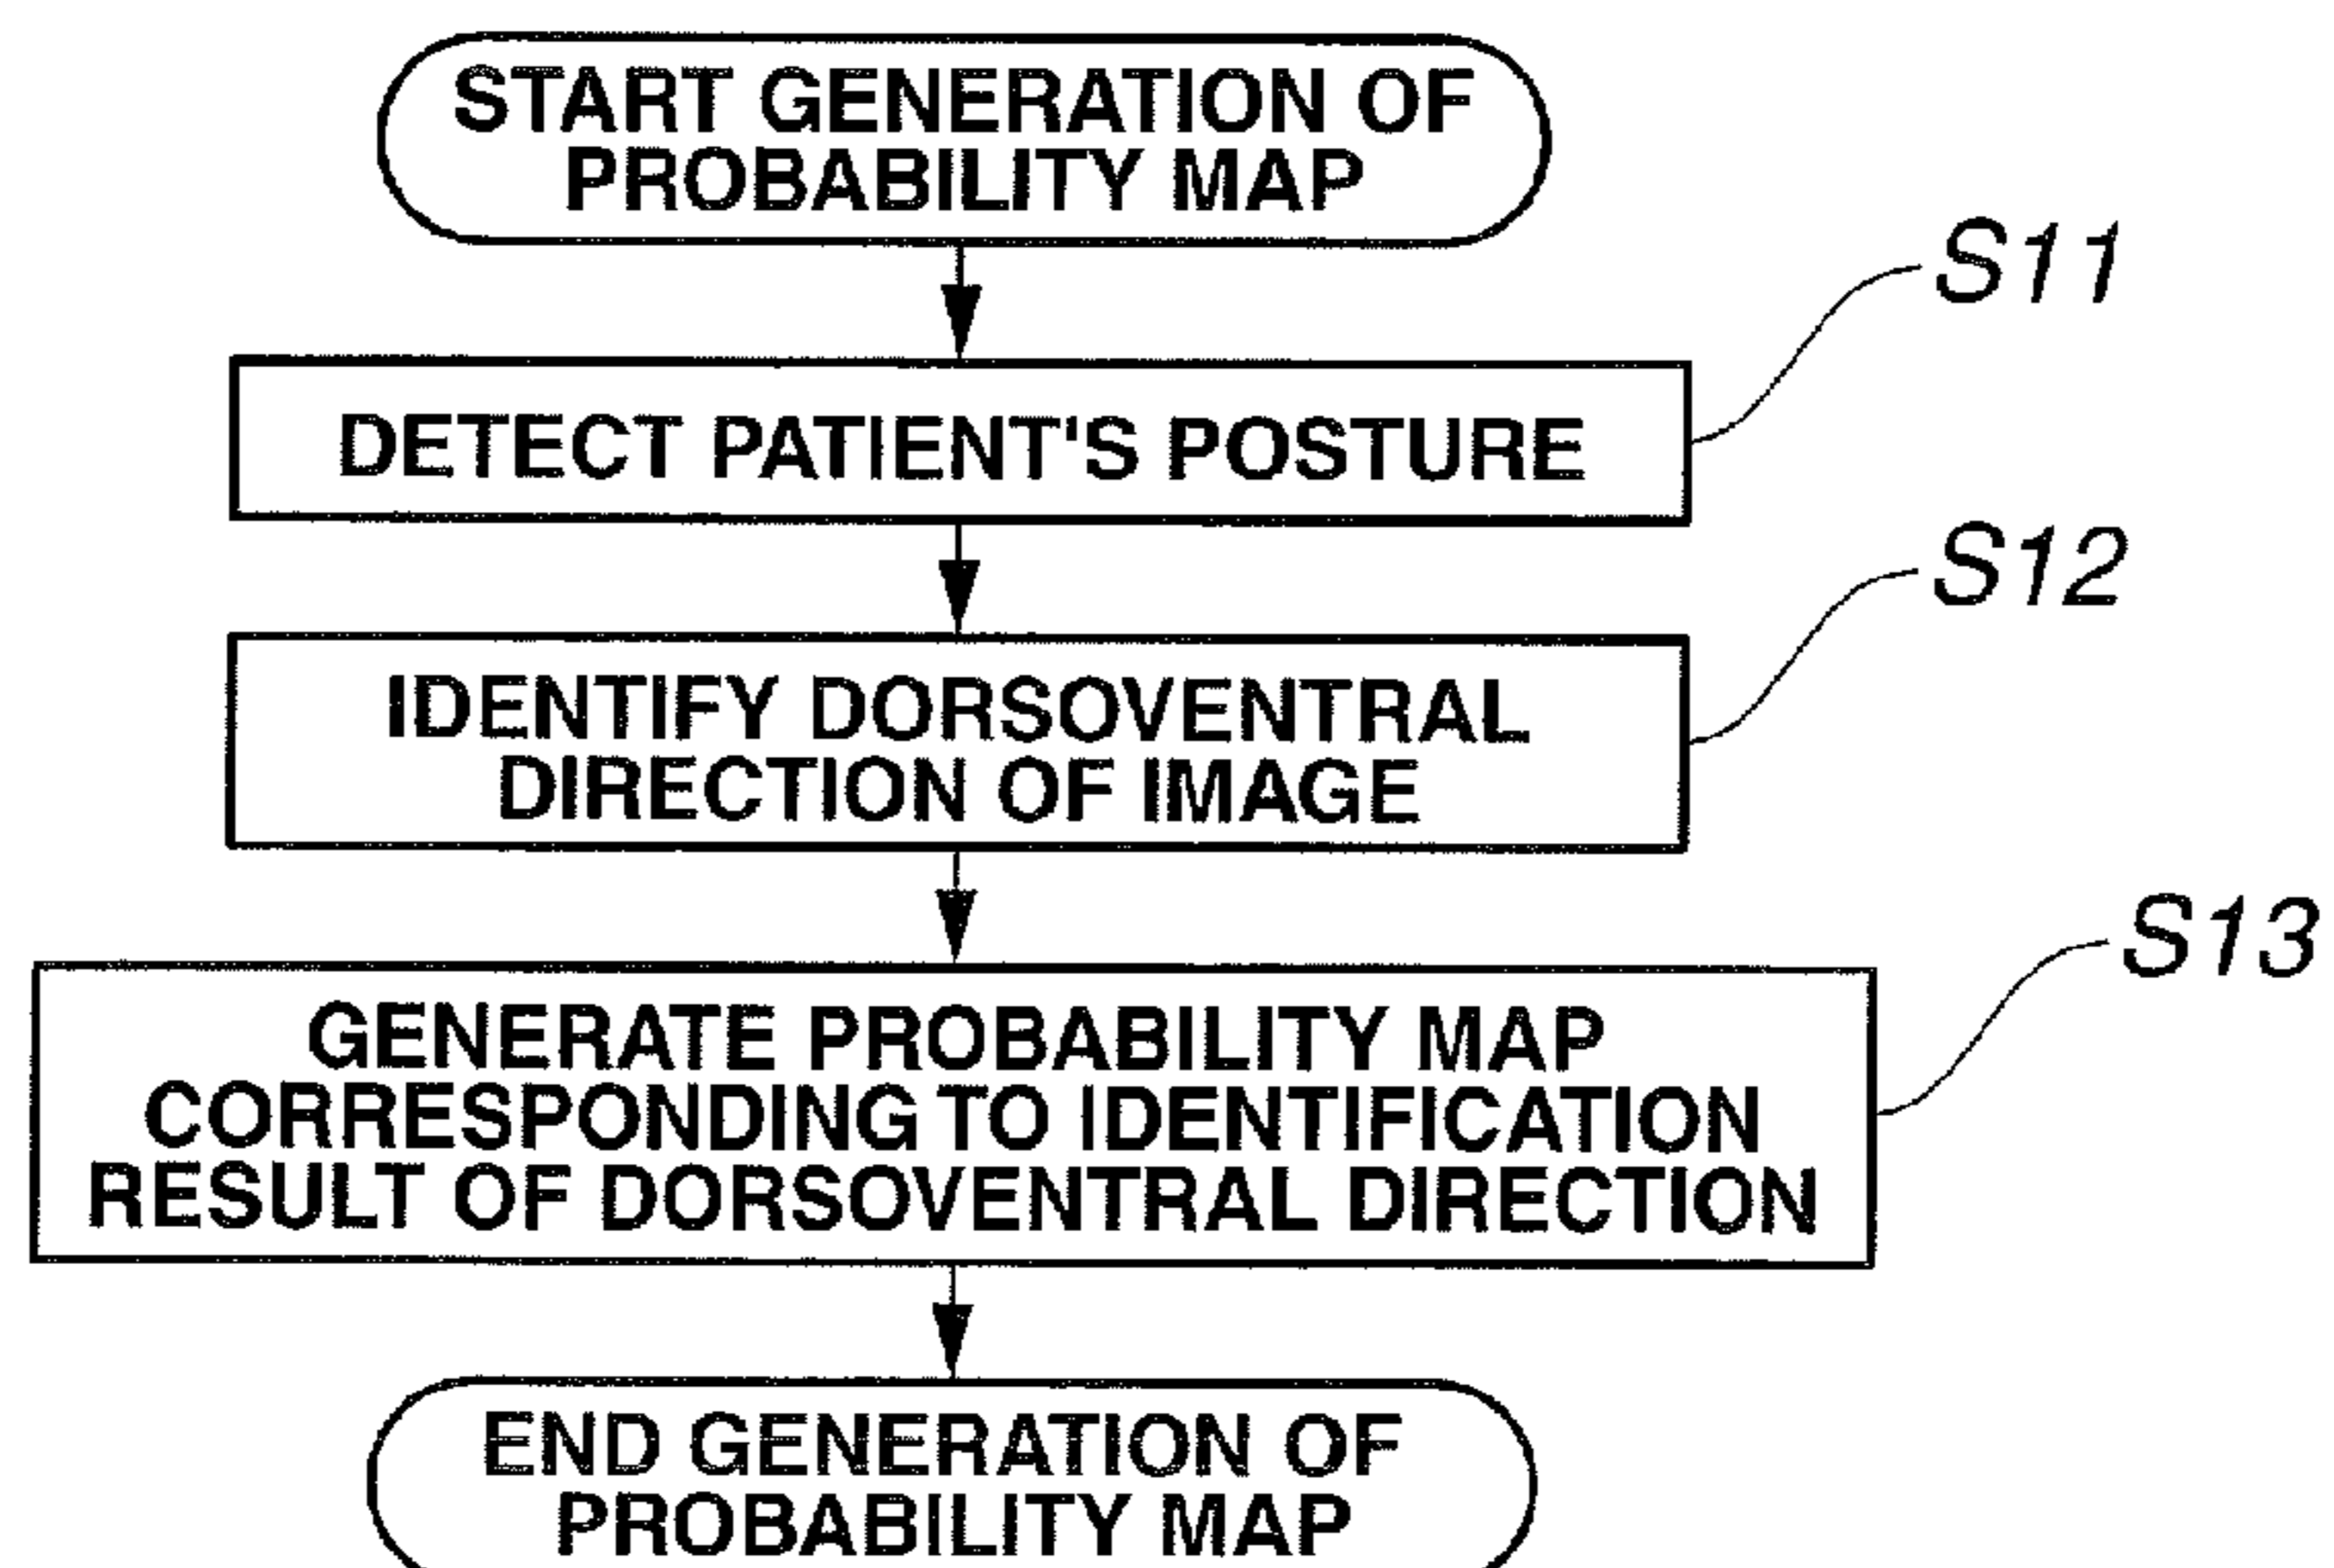 START GENERATION OF
PROBABILITY MAP
S11
DETECT PATIENT'S POSTURE
S12
IDENTIFY DORSOVENTRAL
DIRECTION OF IMAGE
S13
GENERATE PROBABILITY MAP
CORRESPONDING TO IDENTIFICATION
RESULT OF DORSOVENTRAL DIRECTION
END GENERATION OF
PROBABILITY MAP